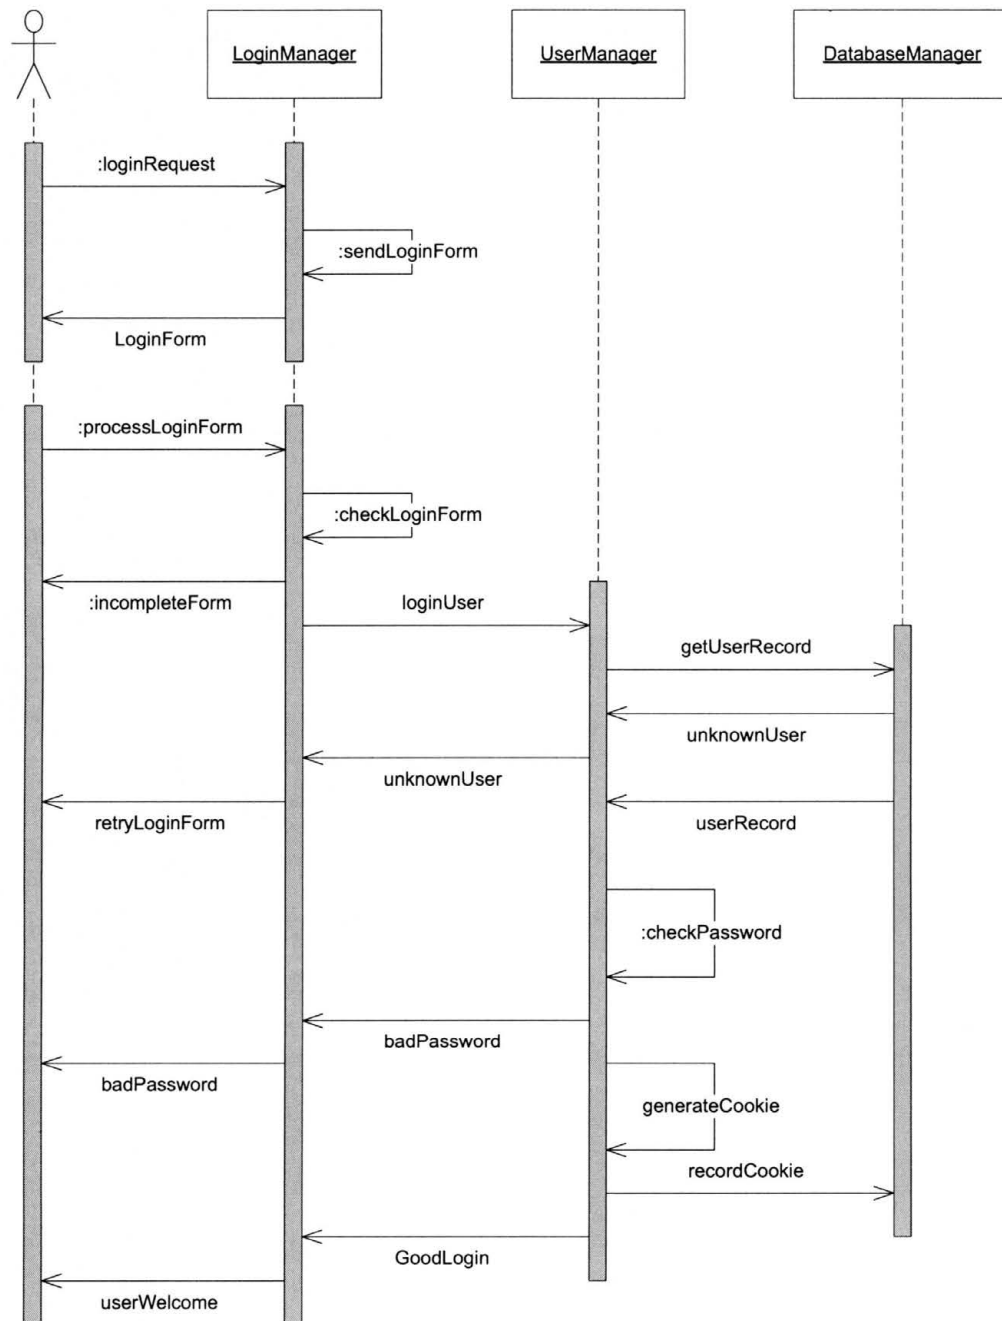 LoginManager
UserManager
DatabaseManager
:loginRequest
:sendLoginForm
LoginForm
:processLoginForm
:checkLoginForm
:incompleteForm
loginUser
getUserRecord
unknownUser
unknownUser
retryLoginForm
userRecord
:checkPassword
badPassword
badPassword
generateCookie
recordCookie
GoodLogin
userWelcome